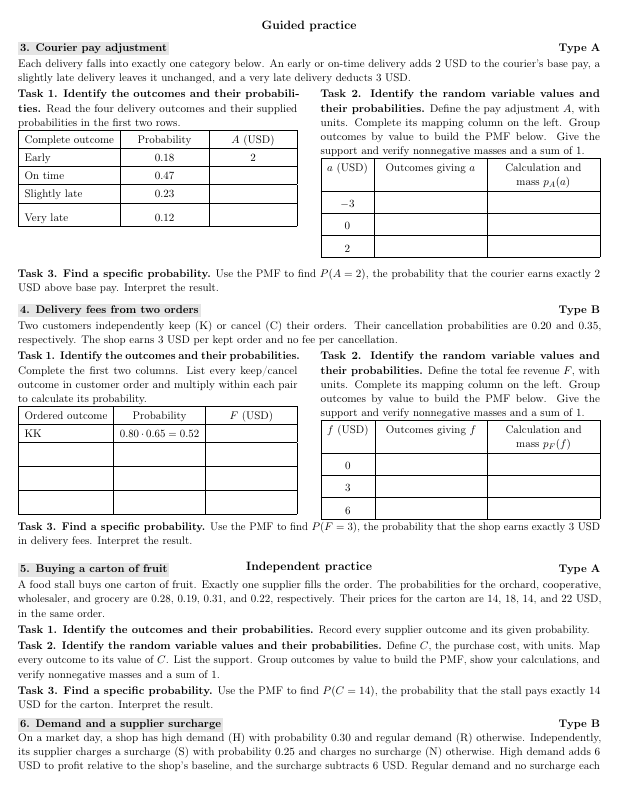 Guided practice
3. Courier pay adjustment Type A
Each delivery falls into exactly one category below. An early or on-time delivery adds 2 USD to the courier's base pay, a
slightly late delivery leaves it unchanged, and a very late delivery deducts 3 USD.
Task 1. Identify the outcomes and their probabili-
ties. Read the four delivery outcomes and their supplied
probabilities in the first two rows.
Complete outcome Probability A (USD)
Early 0.18 2
On time 0.47
Slightly late 0.23
Very late 0.12
Task 2. Identify the random variable values and
their probabilities. Define the pay adjustment A, with
units. Complete its mapping column on the left. Group
outcomes by value to build the PMF below. Give the
support and verify nonnegative masses and a sum of 1.
a (USD) Outcomes giving a Calculation and
mass p_A(a)
−3
0
2
Task 3. Find a specific probability. Use the PMF to find P(A = 2), the probability that the courier earns exactly 2
USD above base pay. Interpret the result.
4. Delivery fees from two orders Type B
Two customers independently keep (K) or cancel (C) their orders. Their cancellation probabilities are 0.20 and 0.35,
respectively. The shop earns 3 USD per kept order and no fee per cancellation.
Task 1. Identify the outcomes and their probabilities.
Complete the first two columns. List every keep/cancel
outcome in customer order and multiply within each pair
to calculate its probability.
Ordered outcome Probability F (USD)
KK 0.80 · 0.65 = 0.52
Task 2. Identify the random variable values and
their probabilities. Define the total fee revenue F, with
units. Complete its mapping column on the left. Group
outcomes by value to build the PMF below. Give the
support and verify nonnegative masses and a sum of 1.
f (USD) Outcomes giving f Calculation and
mass p_F(f)
0
3
6
Task 3. Find a specific probability. Use the PMF to find P(F = 3), the probability that the shop earns exactly 3 USD
in delivery fees. Interpret the result.
Independent practice
5. Buying a carton of fruit Type A
A food stall buys one carton of fruit. Exactly one supplier fills the order. The probabilities for the orchard, cooperative,
wholesaler, and grocery are 0.28, 0.19, 0.31, and 0.22, respectively. Their prices for the carton are 14, 18, 14, and 22 USD,
in the same order.
Task 1. Identify the outcomes and their probabilities. Record every supplier outcome and its given probability.
Task 2. Identify the random variable values and their probabilities. Define C, the purchase cost, with units. Map
every outcome to its value of C. List the support. Group outcomes by value to build the PMF, show your calculations, and
verify nonnegative masses and a sum of 1.
Task 3. Find a specific probability. Use the PMF to find P(C = 14), the probability that the stall pays exactly 14
USD for the carton. Interpret the result.
6. Demand and a supplier surcharge Type B
On a market day, a shop has high demand (H) with probability 0.30 and regular demand (R) otherwise. Independently,
its supplier charges a surcharge (S) with probability 0.25 and charges no surcharge (N) otherwise. High demand adds 6
USD to profit relative to the shop's baseline, and the surcharge subtracts 6 USD. Regular demand and no surcharge each